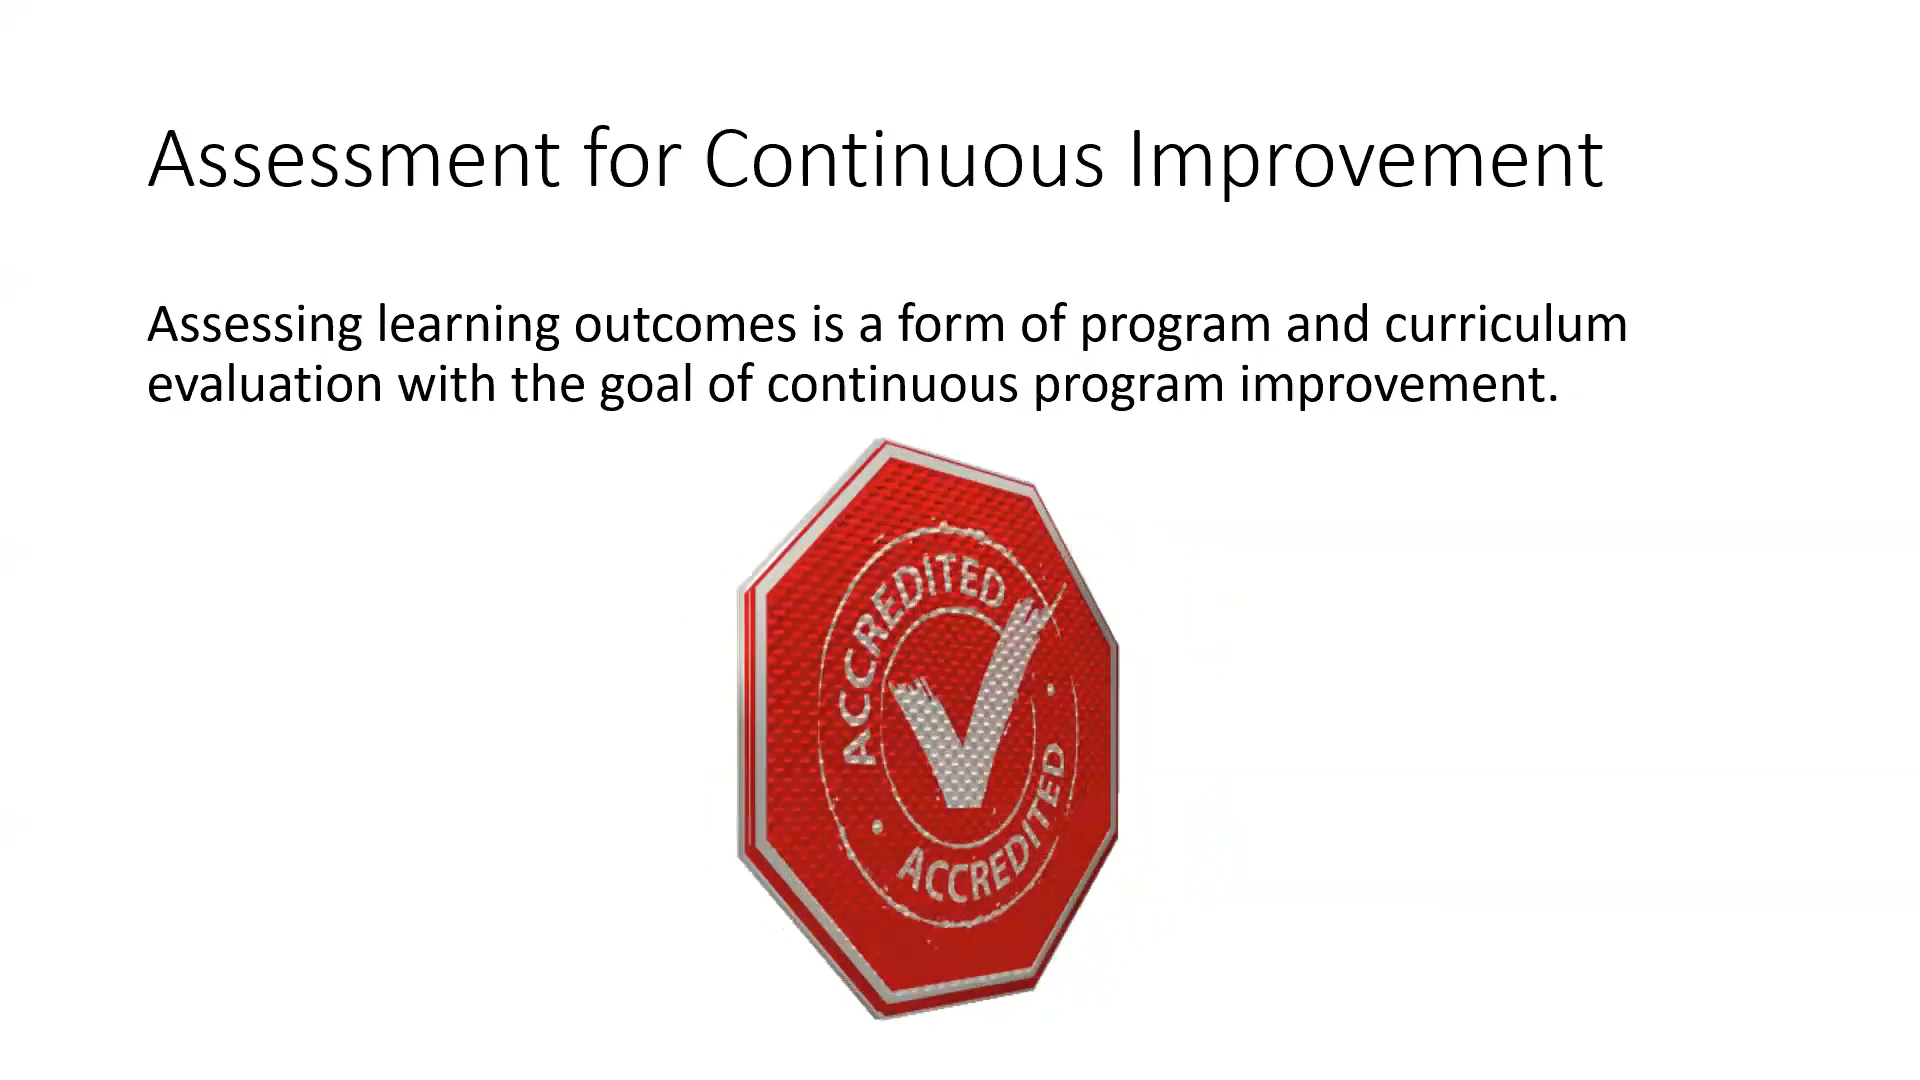 Assessment for Continuous Improvement
Assessing learning outcomes is a form of program and curriculum
evaluation with the goal of continuous program improvement.
ACCREDITED
ACCREDITED